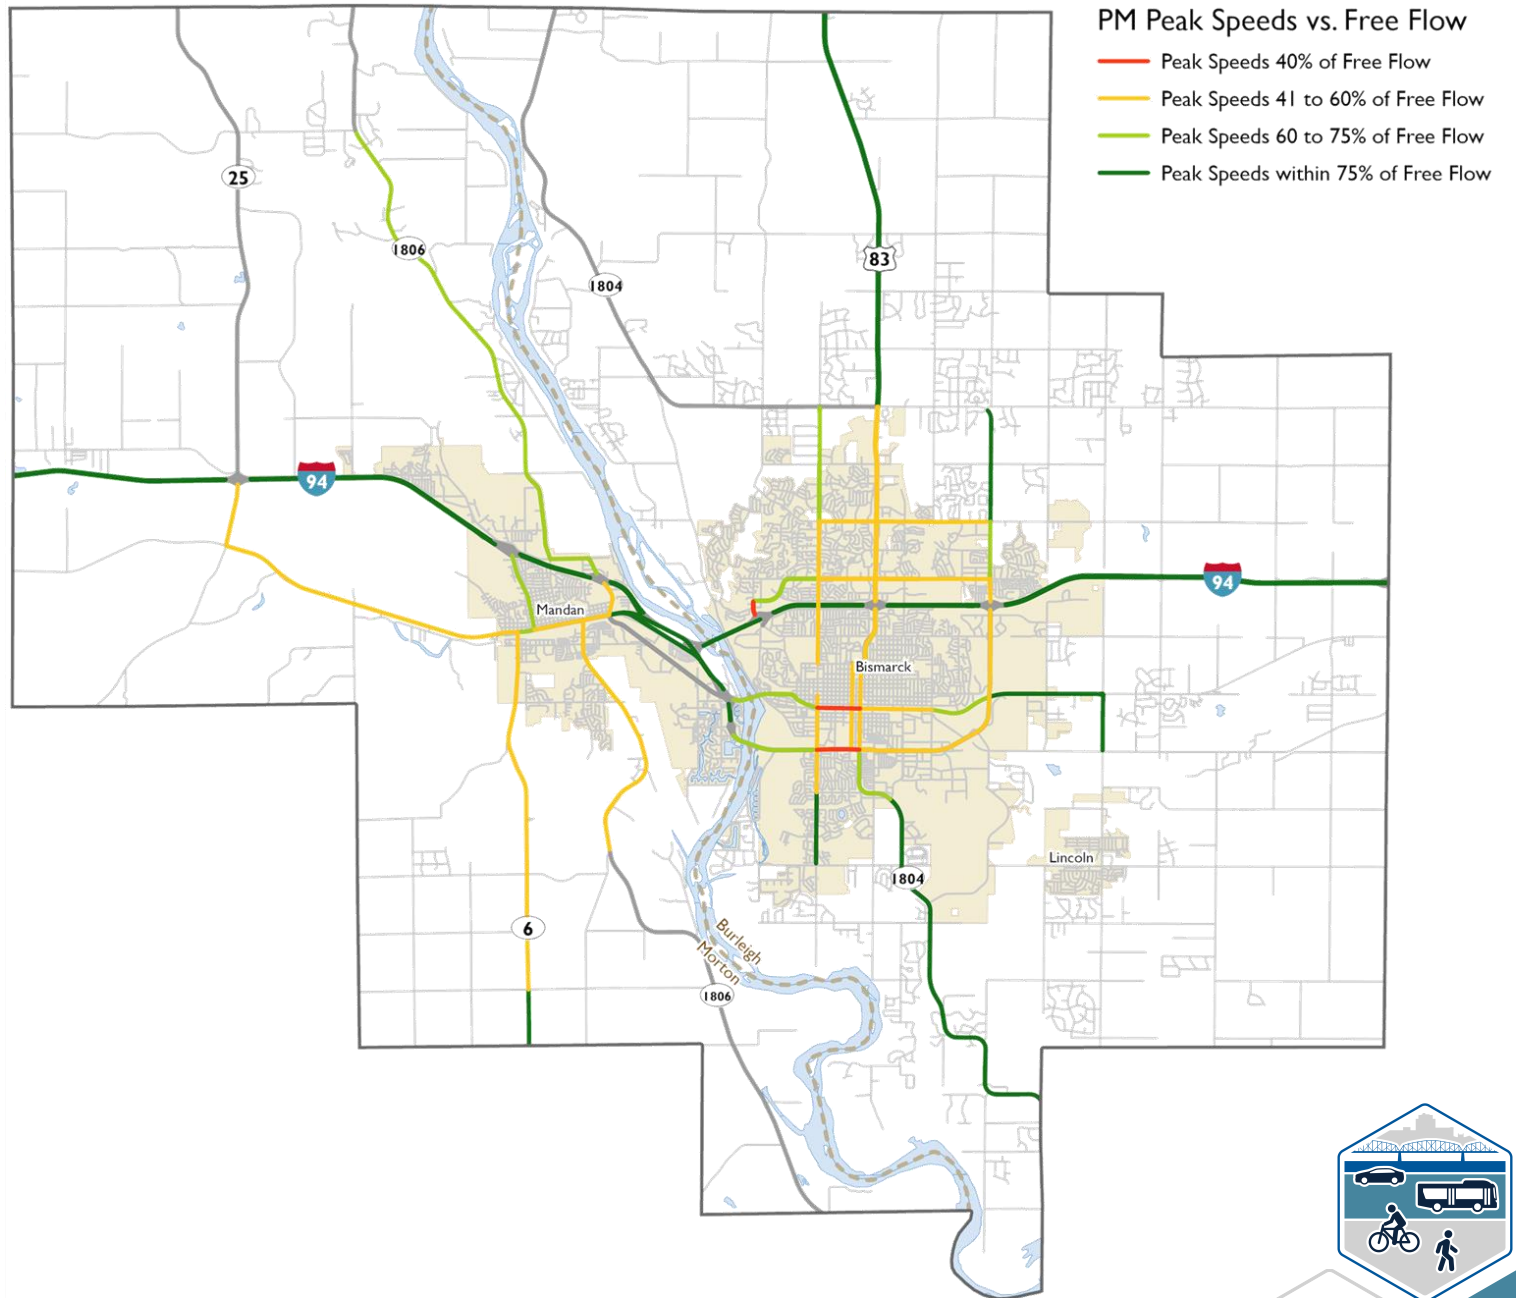 PM Peak Speeds vs. Free Flow
Peak Speeds 40% of Free Flow
Peak Speeds 41 to 60% of Free Flow
Peak Speeds 60 to 75% of Free Flow
Peak Speeds within 75% of Free Flow
25
1806
83
1804
94
94
Mandan
Bismarck
Lincoln
1804
6
Burleigh
Morton
1806